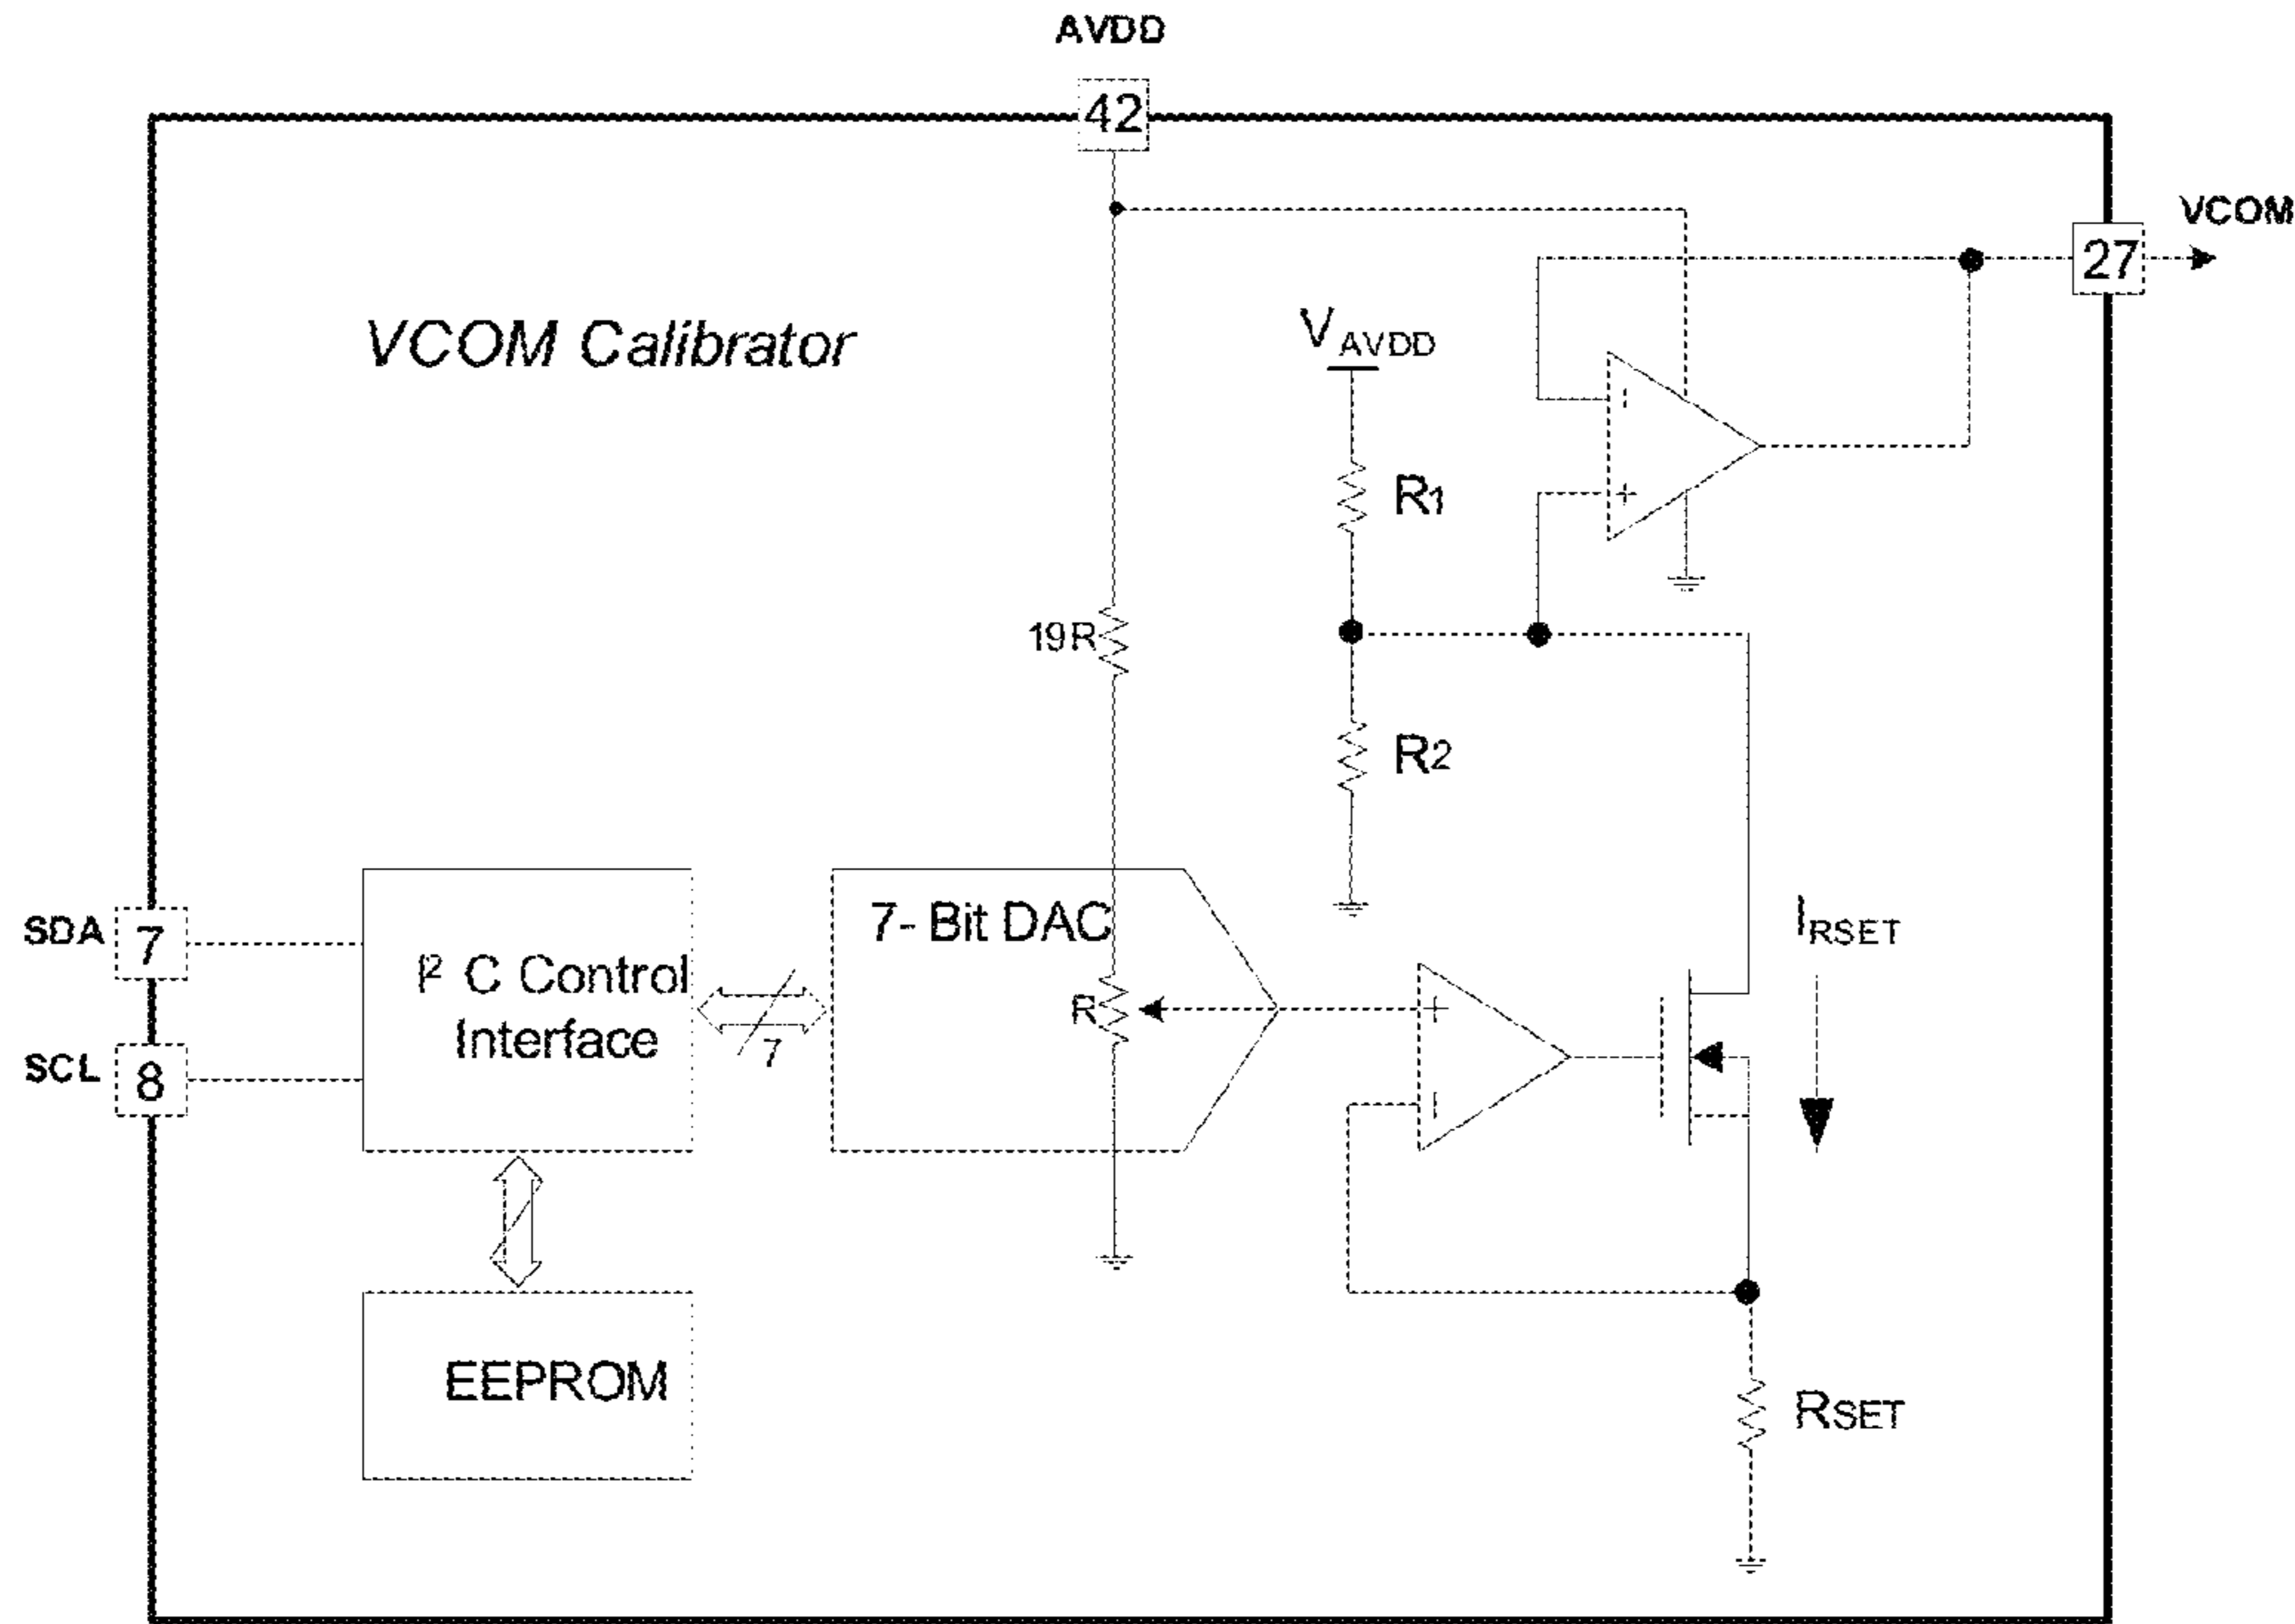 AVDD
42
VCOM
27
VCOM Calibrator
VAVDD
R1
19R
R2
SDA
7
SCL
8
I² C Control
Interface
7
7- Bit DAC
R
IRSET
EEPROM
RSET